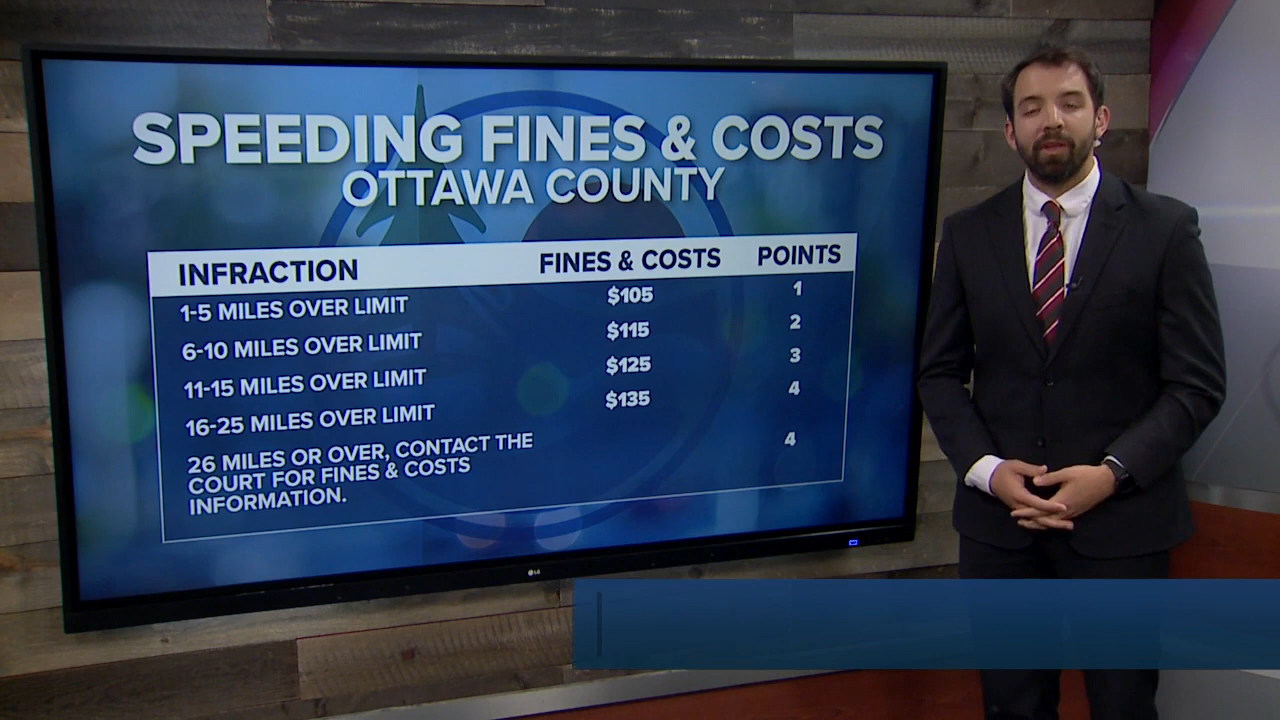 SPEEDING FINES & COSTS
OTTAWA COUNTY
INFRACTION FINES & COSTS POINTS
1-5 MILES OVER LIMIT $105 1
6-10 MILES OVER LIMIT $115 2
11-15 MILES OVER LIMIT $125 3
16-25 MILES OVER LIMIT $135 4
26 MILES OR OVER, CONTACT THE 4
COURT FOR FINES & COSTS
INFORMATION.
LG